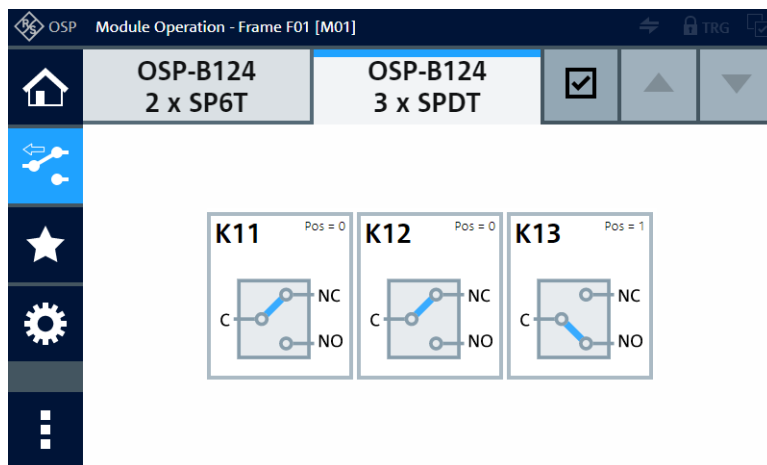 R&S OSP Module Operation - Frame F01 [M01] TRG
OSP-B124
2 x SP6T
OSP-B124
3 x SPDT
K11 Pos = 0
C
NC
NO
K12 Pos = 0
C
NC
NO
K13 Pos = 1
C
NC
NO